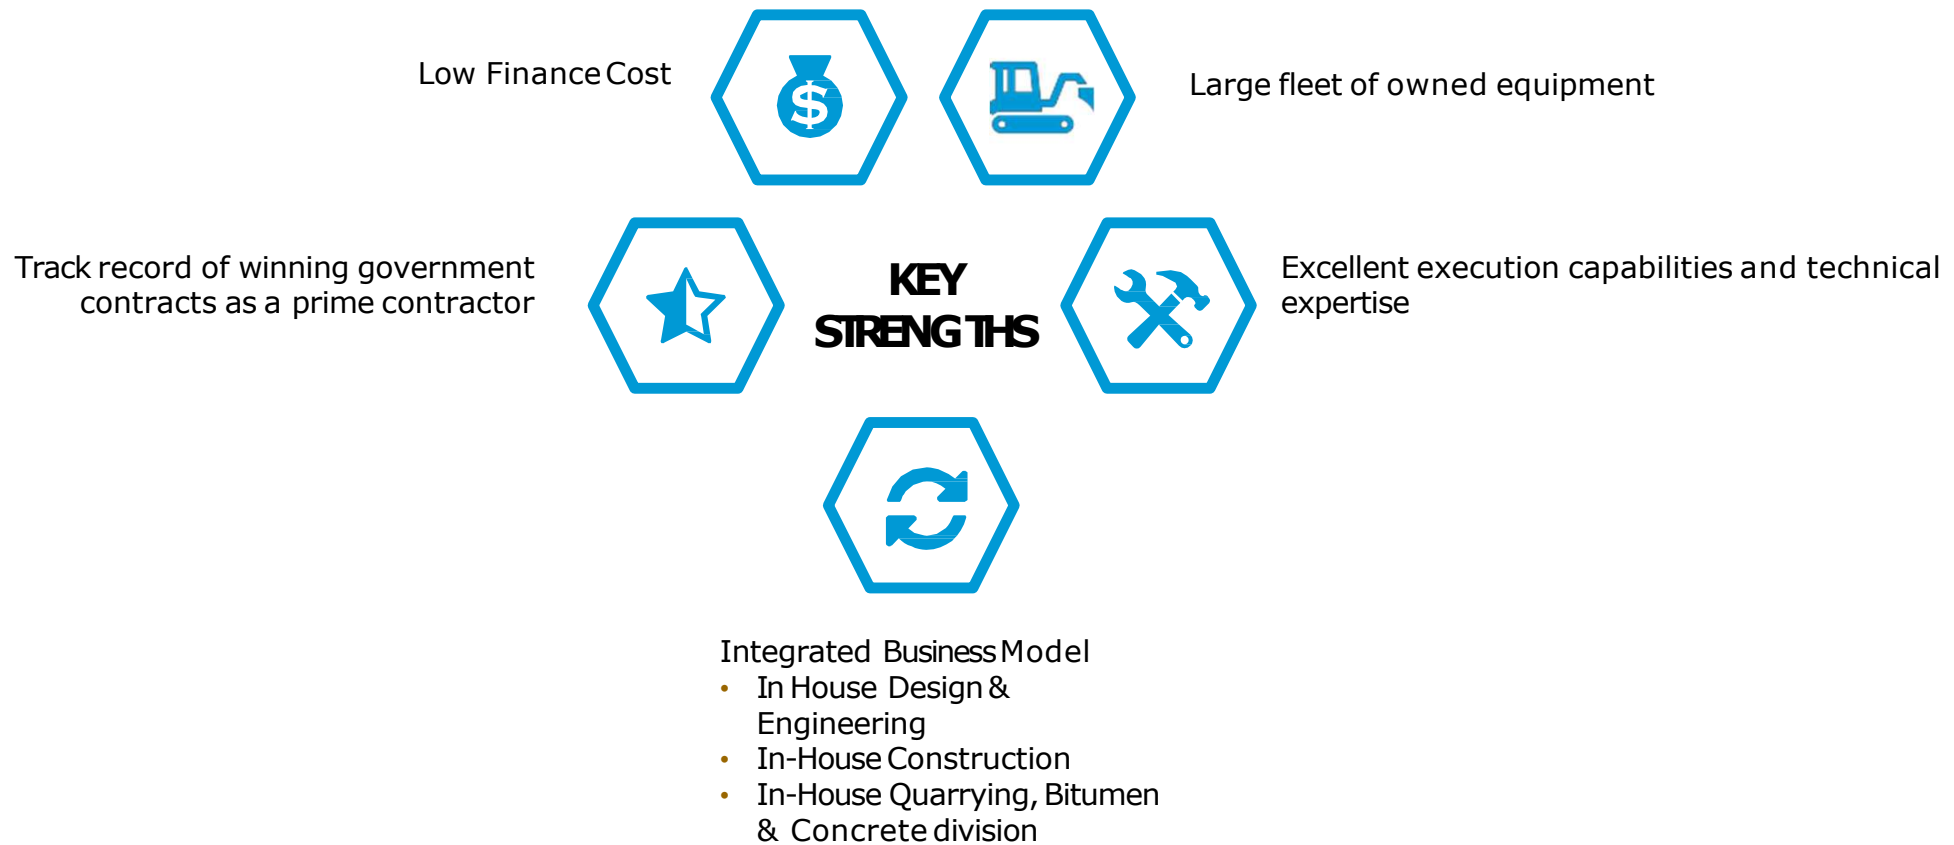 Low Finance Cost
Large fleet of owned equipment
Track record of winning government
contracts as a prime contractor
KEY
STRENGTHS
Excellent execution capabilities and technical
expertise
$
Integrated Business Model
• In House Design &
Engineering
• In-House Construction
• In-House Quarrying, Bitumen
& Concrete division